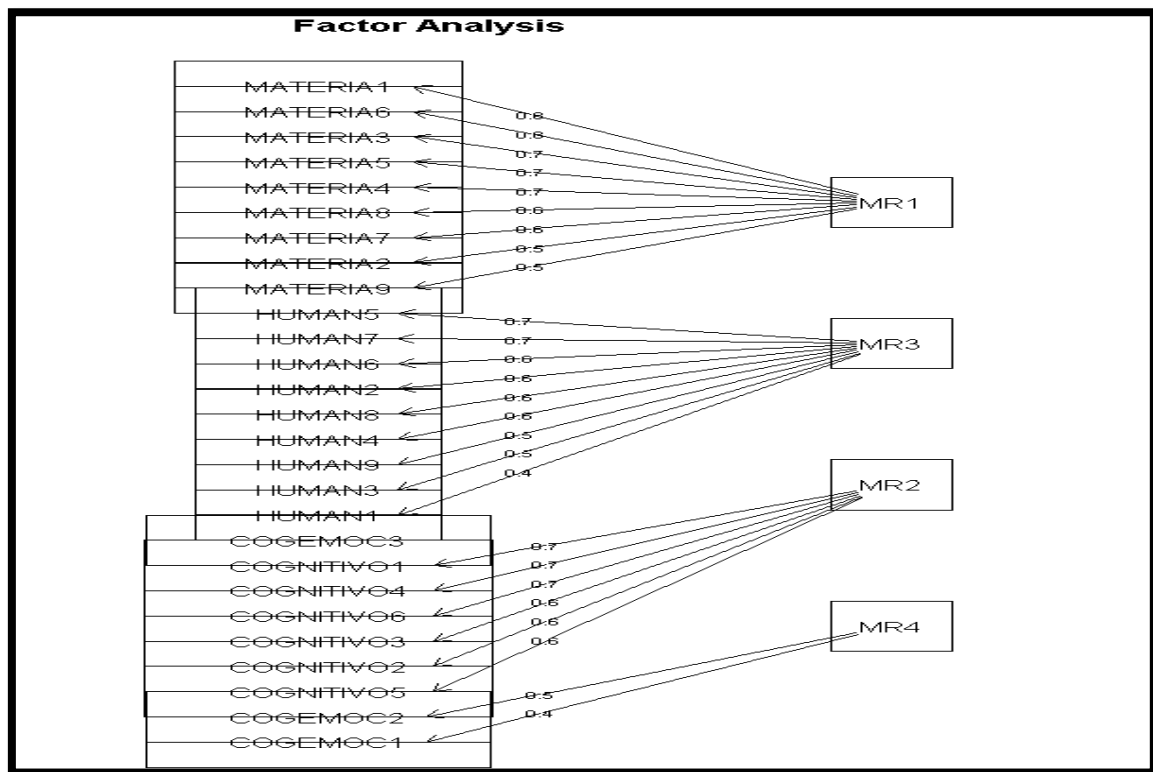 Factor Analysis
MATERIA1
MATERIA6
MATERIA3
MATERIA5
MATERIA4
MATERIA8
MATERIA7
MATERIA2
MATERIA9
HUMAN5
HUMAN7
HUMAN6
HUMAN2
HUMAN8
HUMAN4
HUMAN9
HUMAN3
HUMAN1
COGEMOC3
COGNITIVO1
COGNITIVO4
COGNITIVO6
COGNITIVO3
COGNITIVO2
COGNITIVO5
COGEMOC2
COGEMOC1
0.8
0.8
0.7
0.7
0.7
0.6
0.6
0.5
0.5
0.7
0.7
0.6
0.6
0.6
0.6
0.5
0.5
0.4
0.7
0.7
0.7
0.6
0.6
0.6
0.5
0.4
MR1
MR3
MR2
MR4